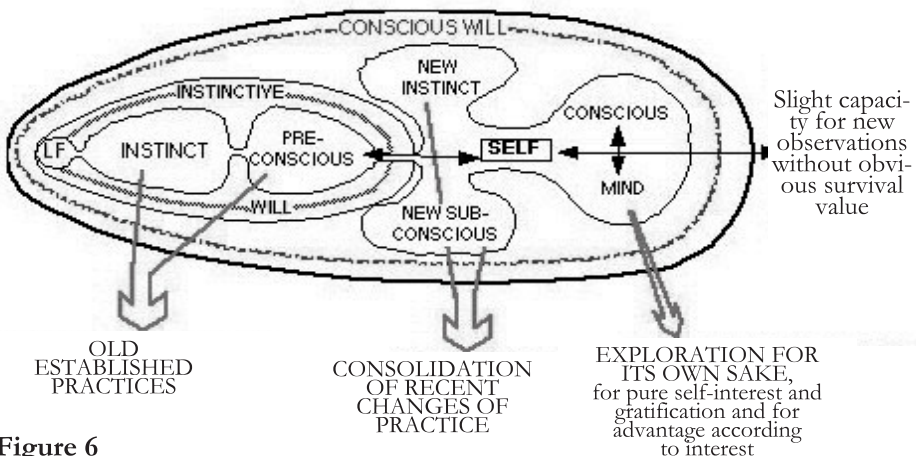 CONSCIOUS WILL
NEW
INSTINCT
INSTINCTIVE
CONSCIOUS
LF
INSTINCT
PRE-
CONSCIOUS
SELF
MIND
WILL
NEW SUB-
CONSCIOUS
Slight capaci-
ty for new
observations
without obvi-
ous survival
value
OLD
ESTABLISHED
PRACTICES
CONSOLIDATION
OF RECENT
CHANGES OF
PRACTICE
EXPLORATION FOR
ITS OWN SAKE,
for pure self-interest and
gratification and for
advantage according
to interest
Figure 6